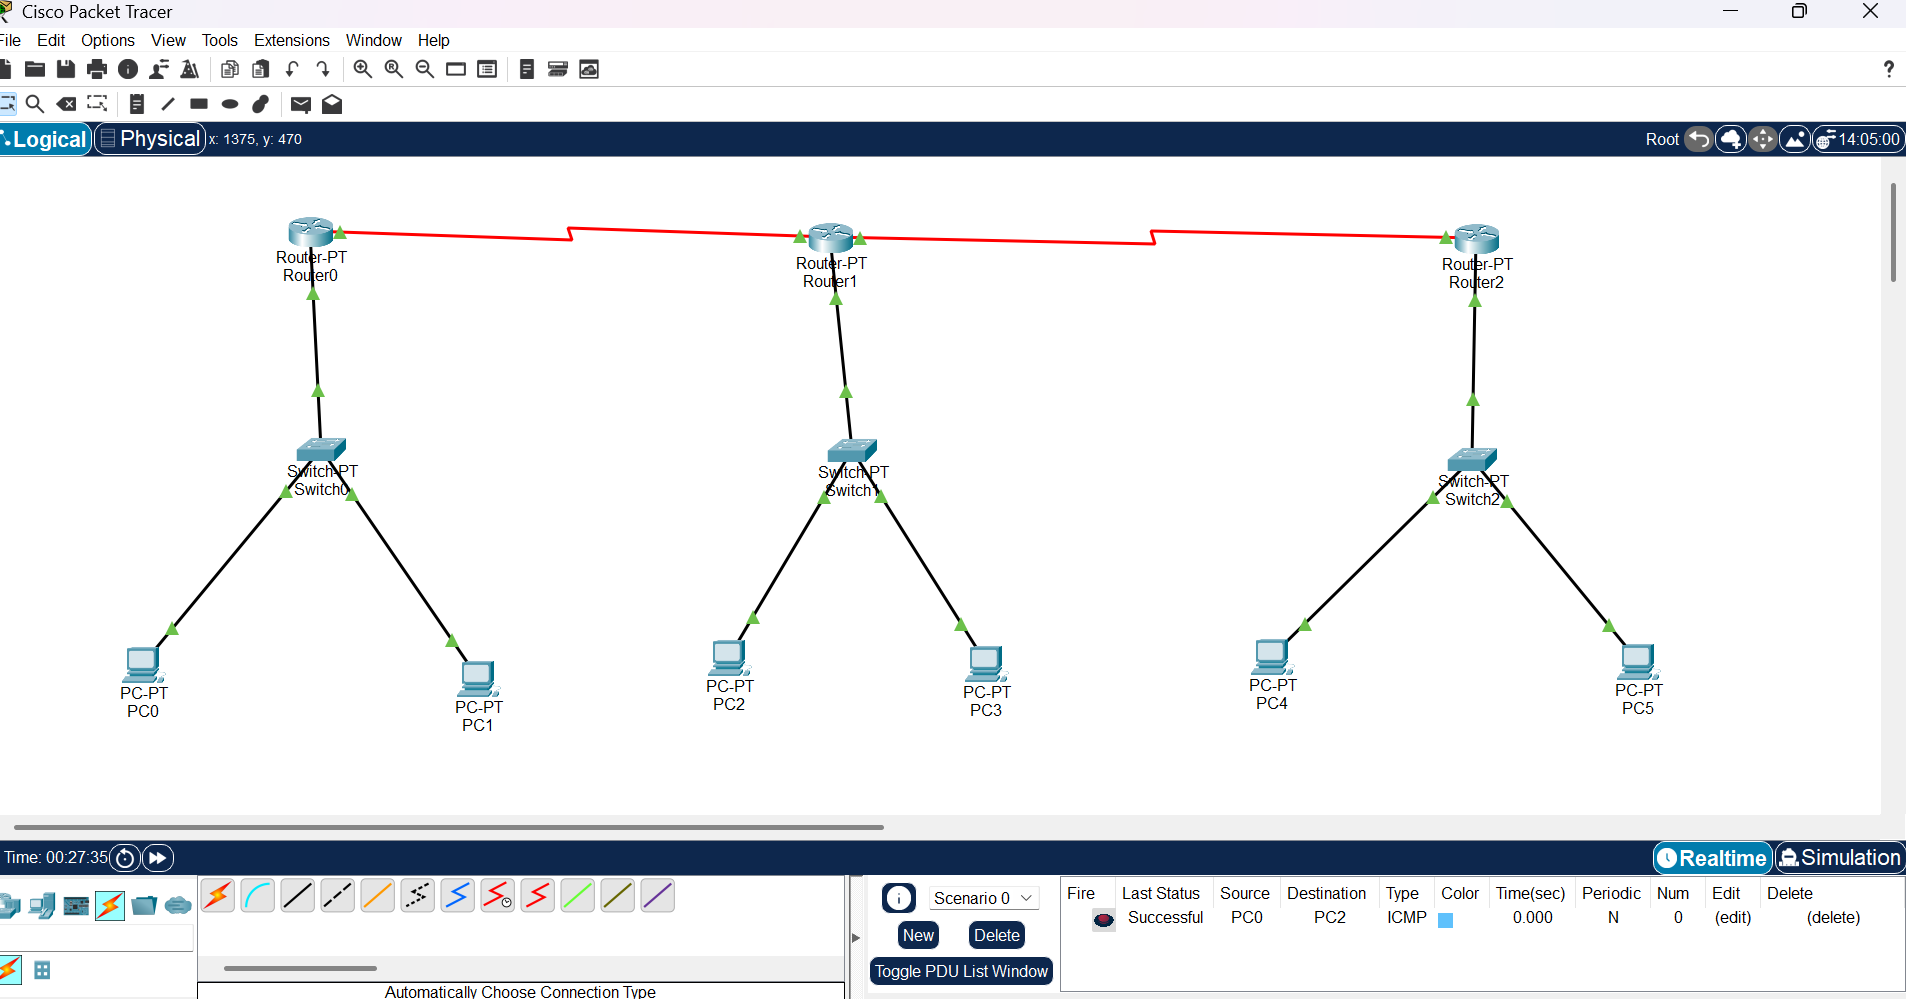 Cisco Packet Tracer
File Edit Options View Tools Extensions Window Help
?
Logical Physical x: 1375, y: 470 Root 14:05:00
Router-PT
Router0
Router-PT
Router1
Router-PT
Router2
Switch-PT
Switch0
Switch-PT
Switch1
Switch-PT
Switch2
PC-PT
PC0
PC-PT
PC1
PC-PT
PC2
PC-PT
PC3
PC-PT
PC4
PC-PT
PC5
Time: 00:27:35 Realtime Simulation
Scenario 0
New Delete
Toggle PDU List Window
Fire Last Status Source Destination Type Color Time(sec) Periodic Num Edit Delete
Successful PC0 PC2 ICMP 0.000 N 0 (edit) (delete)
Automatically Choose Connection Type